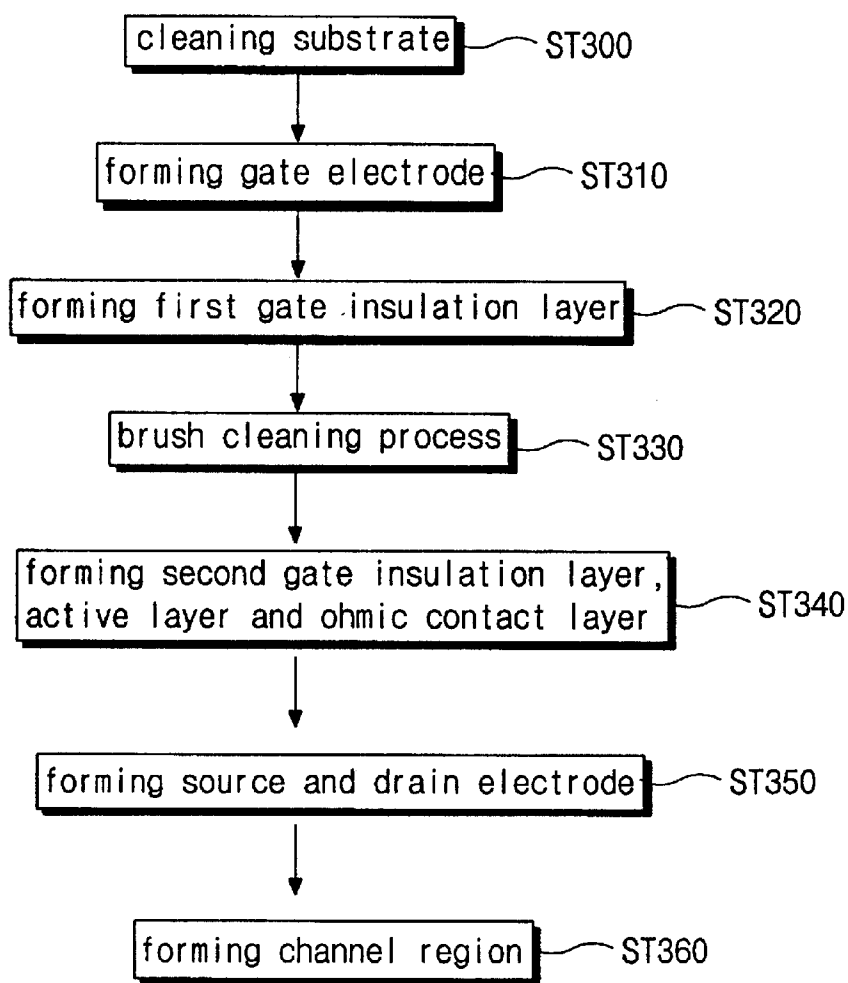 cleaning substrate ST300
forming gate electrode ST310
forming first gate insulation layer ST320
brush cleaning process ST330
forming second gate insulation layer,
active layer and ohmic contact layer ST340
forming source and drain electrode ST350
forming channel region ST360